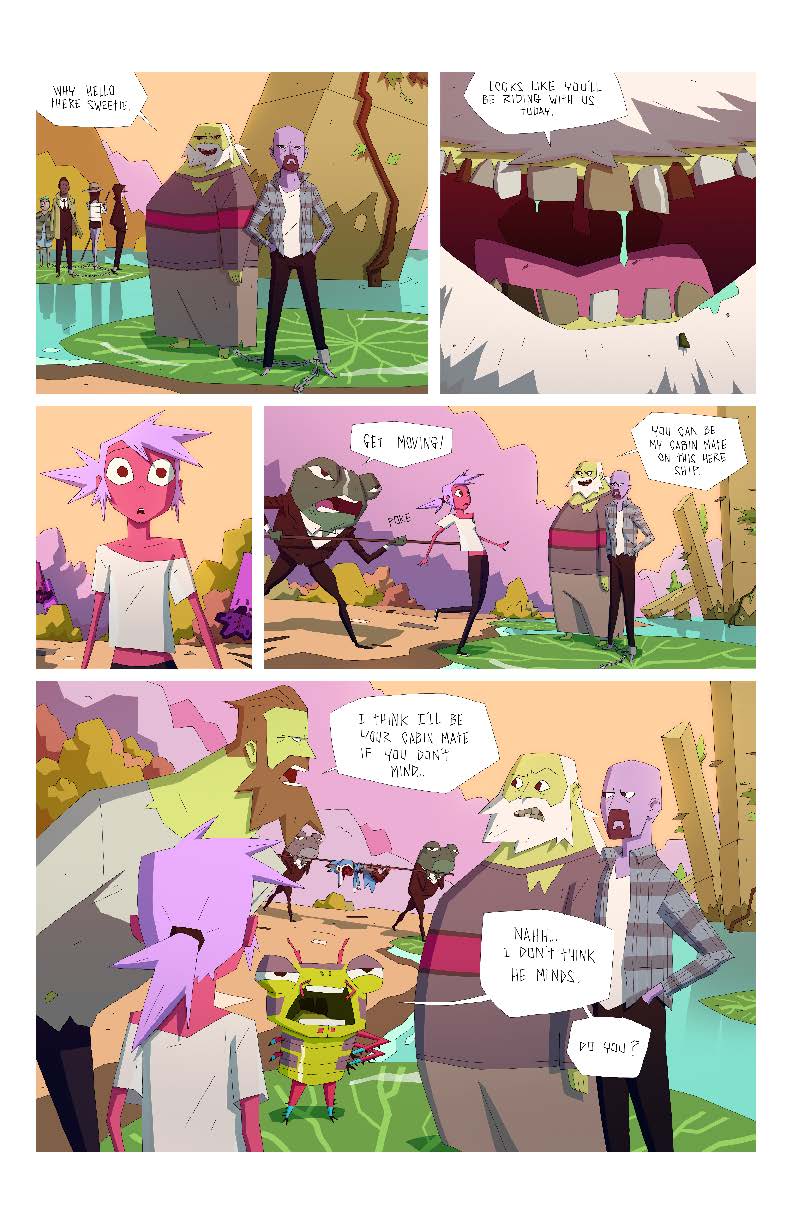 WHY HELLO
THERE SWEETIE.
LOOKS LIKE YOU'LL
BE RIDING WITH US
TODAY.
GET MOVING!
POKE
YOU CAN BE
MY CABIN MATE
ON THIS HERE
SHIP.
I THINK I'LL BE
YOUR CABIN MATE
IF YOU DON'T
MIND..
NAHH...
I DON'T THINK
HE MINDS.
DO YOU?